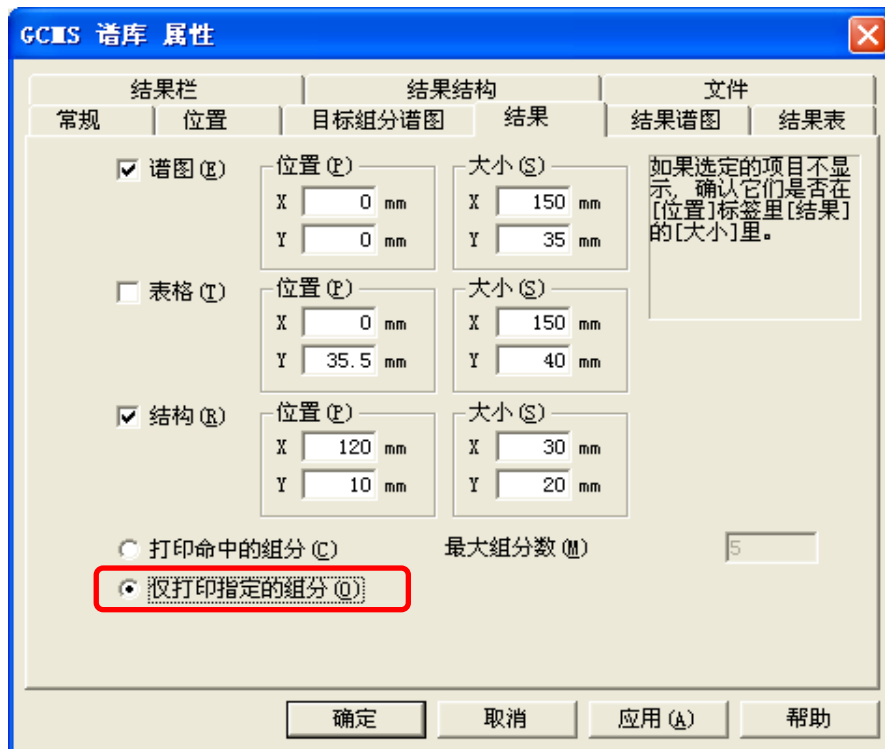 GCMS 谱库 属性
结果栏 结果结构 文件
常规 位置 目标组分谱图 结果 结果谱图 结果表
谱图(E) 位置(P) 大小(S)
X 0 mm X 150 mm
Y 0 mm Y 35 mm
如果选定的项目不显
示, 确认它们是否在
[位置]标签里[结果]
的[大小]里。
表格(T) 位置(P) 大小(S)
X 0 mm X 150 mm
Y 35.5 mm Y 40 mm
结构(R) 位置(P) 大小(S)
X 120 mm X 30 mm
Y 10 mm Y 20 mm
打印命中的组分(C) 最大组分数(M) 5
仅打印指定的组分(O)
确定 取消 应用(A) 帮助